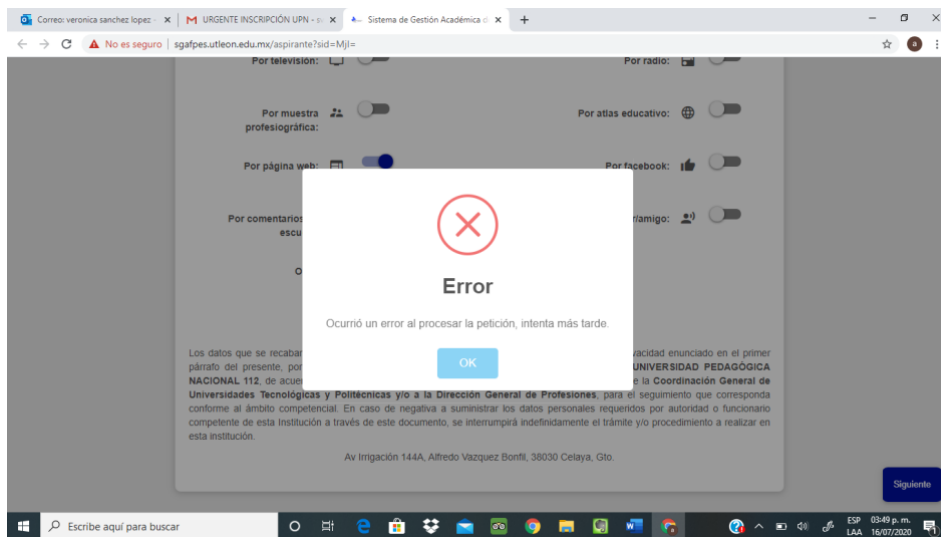 Correo: veronica sanchez lopez
URGENTE INSCRIPCIÓN UPN
Sistema de Gestión Académica
No es seguro | sgafpes.utleon.edu.mx/aspirante?sid=MjI=
a
Por televisión:
Por radio:
Por muestra
profesiográfica:
Por atlas educativo:
Por página web:
Por facebook:
Por comentarios
r/amigo:
escu
O
Error
Ocurrió un error al procesar la petición, intenta más tarde.
OK
Los datos que se recabar vacidad enunciado en el primer
párrafo del presente, por UNIVERSIDAD PEDAGÓGICA
NACIONAL 112, de acue e la Coordinación General de
Universidades Tecnológicas y Politécnicas y/o a la Dirección General de Profesiones, para el seguimiento que corresponda
conforme al ámbito competencial. En caso de negativa a suministrar los datos personales requeridos por autoridad o funcionario
competente de esta Institución a través de este documento, se interrumpirá indefinidamente el trámite y/o procedimiento a realizar en
esta institución.
Av Irrigación 144A, Alfredo Vazquez Bonfil, 38030 Celaya, Gto.
Siguiente
Escribe aquí para buscar
ESP
LAA
03:49 p. m.
16/07/2020